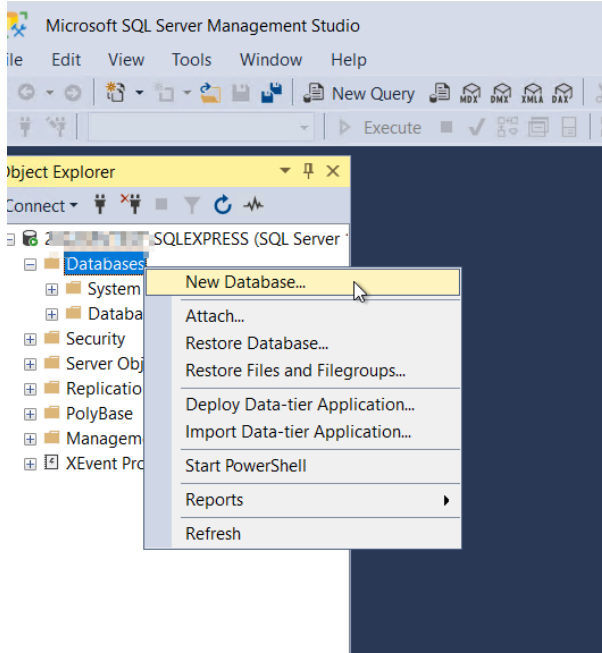 Microsoft SQL Server Management Studio
ile Edit View Tools Window Help
New Query MDX DMX XMLA DAX
Execute
Object Explorer
Connect
2 SQLEXPRESS (SQL Server 1
Databases
System
Databa
Security
Server Obj
Replicatio
PolyBase
Managem
XEvent Pro
New Database...
Attach...
Restore Database...
Restore Files and Filegroups...
Deploy Data-tier Application...
Import Data-tier Application...
Start PowerShell
Reports
Refresh